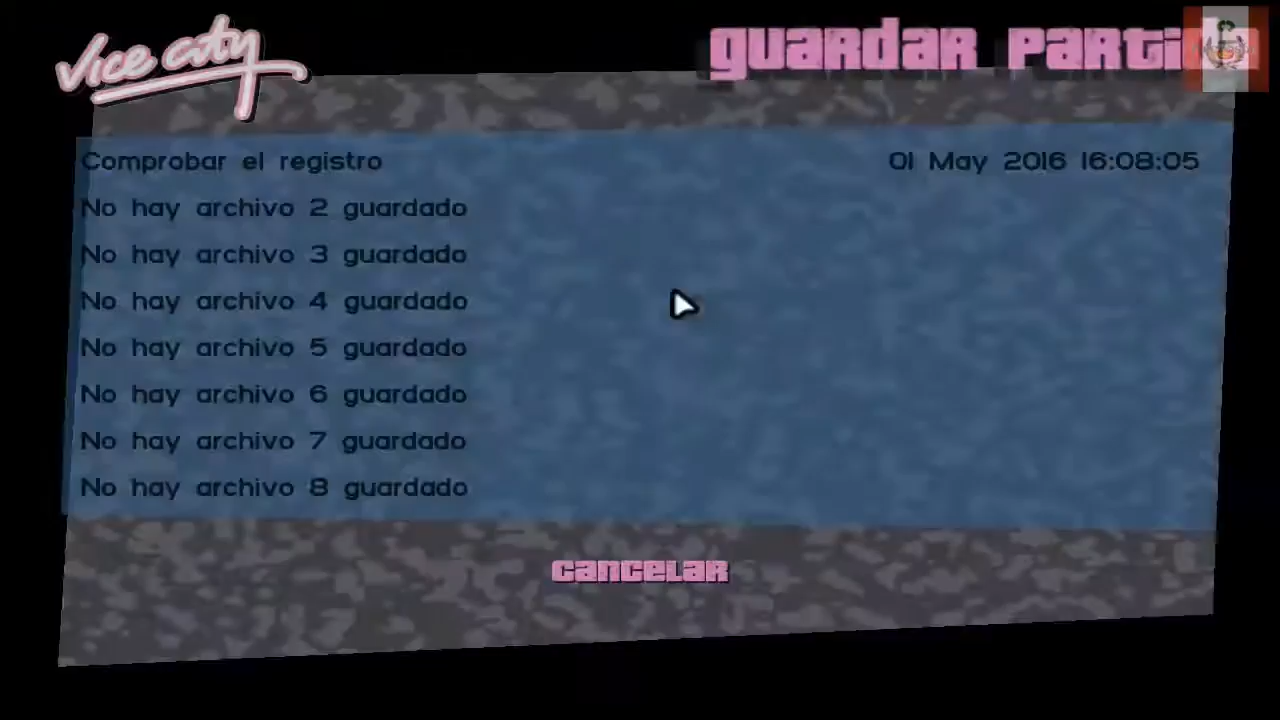 Vice City
guardar partida
Comprobar el registro 01 May 2016 16:08:05
No hay archivo 2 guardado
No hay archivo 3 guardado
No hay archivo 4 guardado
No hay archivo 5 guardado
No hay archivo 6 guardado
No hay archivo 7 guardado
No hay archivo 8 guardado
cancelar